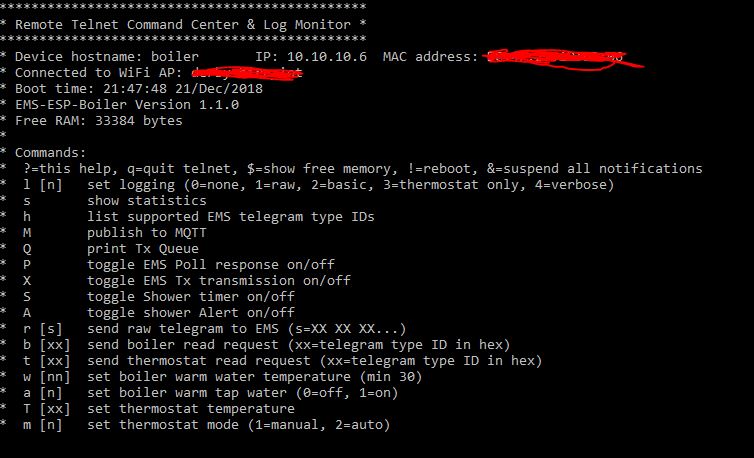 ***********************************************
* Remote Telnet Command Center & Log Monitor *
***********************************************
* Device hostname: boiler IP: 10.10.10.6 MAC address:
* Connected to WiFi AP:
* Boot time: 21:47:48 21/Dec/2018
* EMS-ESP-Boiler Version 1.1.0
* Free RAM: 33384 bytes
*
* Commands:
* ?=this help, q=quit telnet, $=show free memory, !=reboot, &=suspend all notifications
* l [n] set logging (0=none, 1=raw, 2=basic, 3=thermostat only, 4=verbose)
* s show statistics
* h list supported EMS telegram type IDs
* M publish to MQTT
* Q print Tx Queue
* P toggle EMS Poll response on/off
* X toggle EMS Tx transmission on/off
* S toggle Shower timer on/off
* A toggle shower Alert on/off
* r [s] send raw telegram to EMS (s=XX XX XX...)
* b [xx] send boiler read request (xx=telegram type ID in hex)
* t [xx] send thermostat read request (xx=telegram type ID in hex)
* w [nn] set boiler warm water temperature (min 30)
* a [n] set boiler warm tap water (0=off, 1=on)
* T [xx] set thermostat temperature
* m [n] set thermostat mode (1=manual, 2=auto)